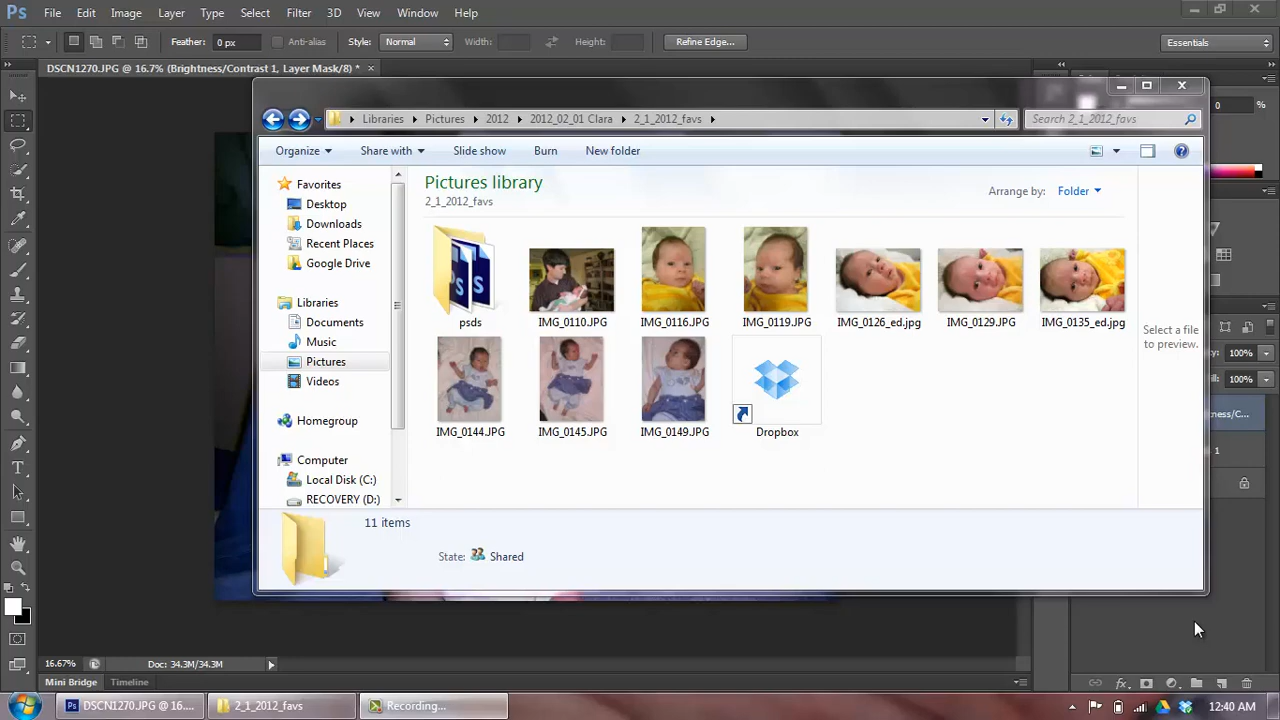 Ps File Edit Image Layer Type Select Filter 3D View Window Help
Feather: 0 px Anti-alias Style: Normal Width: Height: Refine Edge... Essentials
DSCN1270.JPG @ 16.7% (Brightness/Contrast 1, Layer Mask/8) * ×
0 %
Libraries Pictures 2012 2012_02_01 Clara 2_1_2012_favs Search 2_1_2012_favs
Organize Share with Slide show Burn New folder
Favorites
Desktop
Downloads
Recent Places
Google Drive
Libraries
Documents
Music
Pictures
Videos
Homegroup
Computer
Local Disk (C:)
RECOVERY (D:)
Pictures library
2_1_2012_favs
Arrange by: Folder
psds IMG_0110.JPG IMG_0116.JPG IMG_0119.JPG IMG_0126_ed.jpg IMG_0129.JPG IMG_0135_ed.jpg
IMG_0144.JPG IMG_0145.JPG IMG_0149.JPG Dropbox
Select a file
to preview.
11 items
State: Shared
100%
100%
ness/C...
1
16.67% Doc: 34.3M/34.3M
Mini Bridge Timeline
DSCN1270.JPG @ 16.... 2_1_2012_favs Recording... 12:40 AM